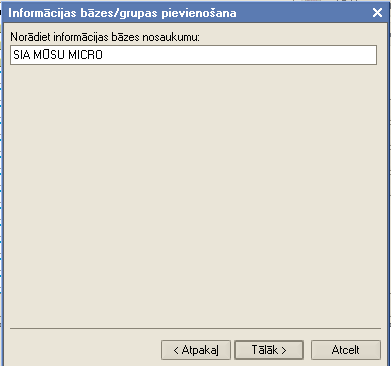 Informācijas bāzes/grupas pievienošana
Norādiet informācijas bāzes nosaukumu:
SIA MŪSU MICRO
< Atpakaļ Tālāk > Atcelt